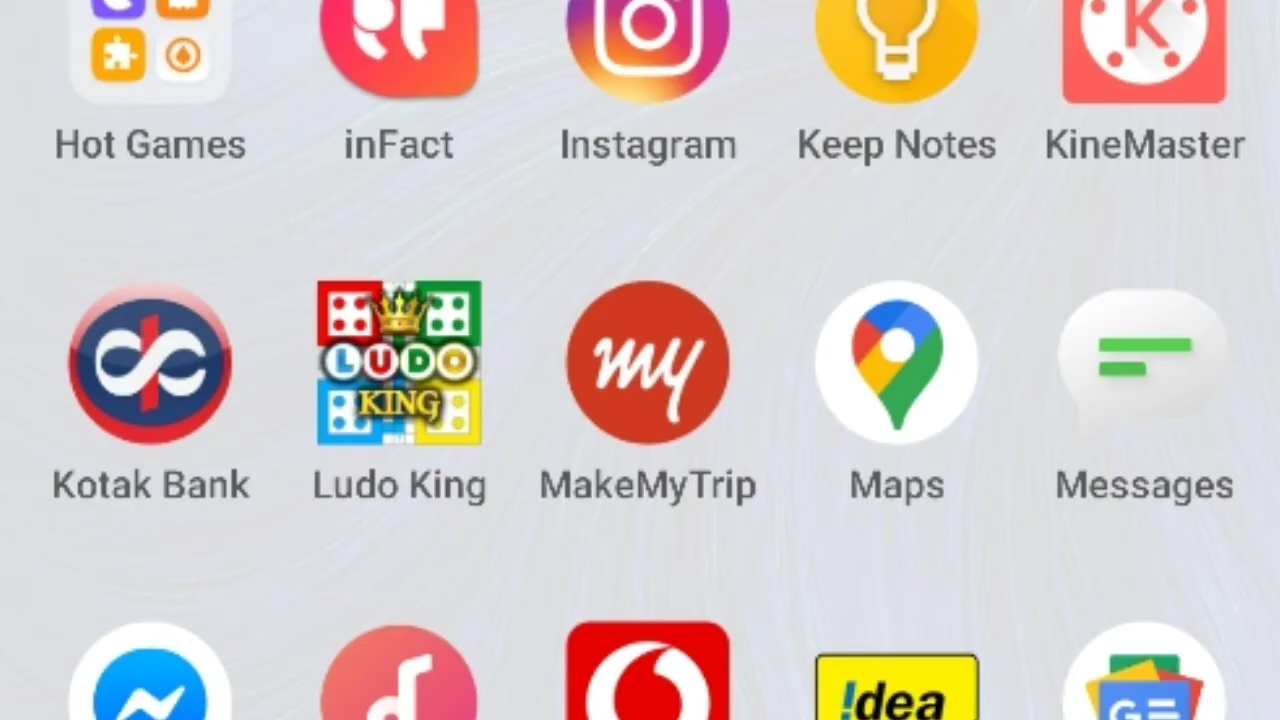 K
Hot Games
inFact
Instagram
Keep Notes
KineMaster
LUDO
KING
my
Kotak Bank
Ludo King
MakeMyTrip
Maps
Messages
!dea
G